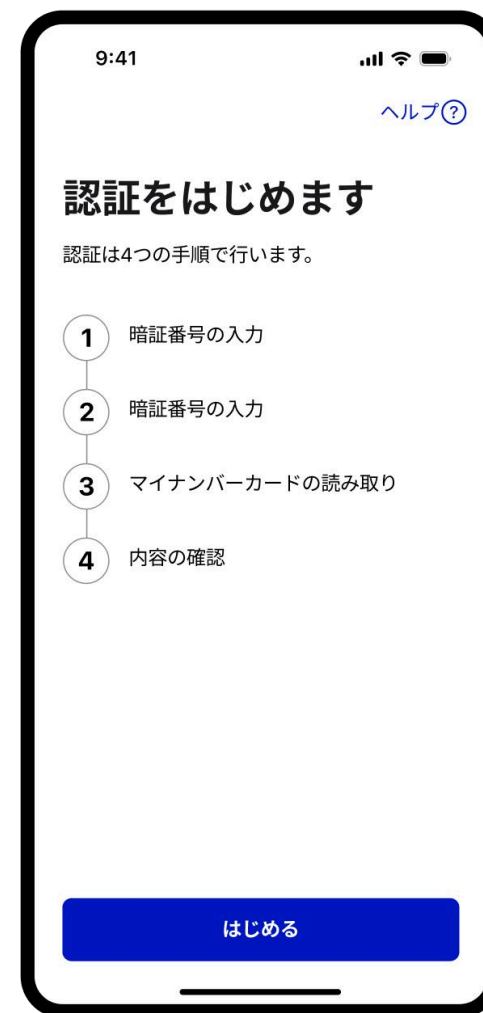 9:41
ヘルプ?
認証をはじめます
認証は4つの手順で行います。
1 暗証番号の入力
2 暗証番号の入力
3 マイナンバーカードの読み取り
4 内容の確認
はじめる